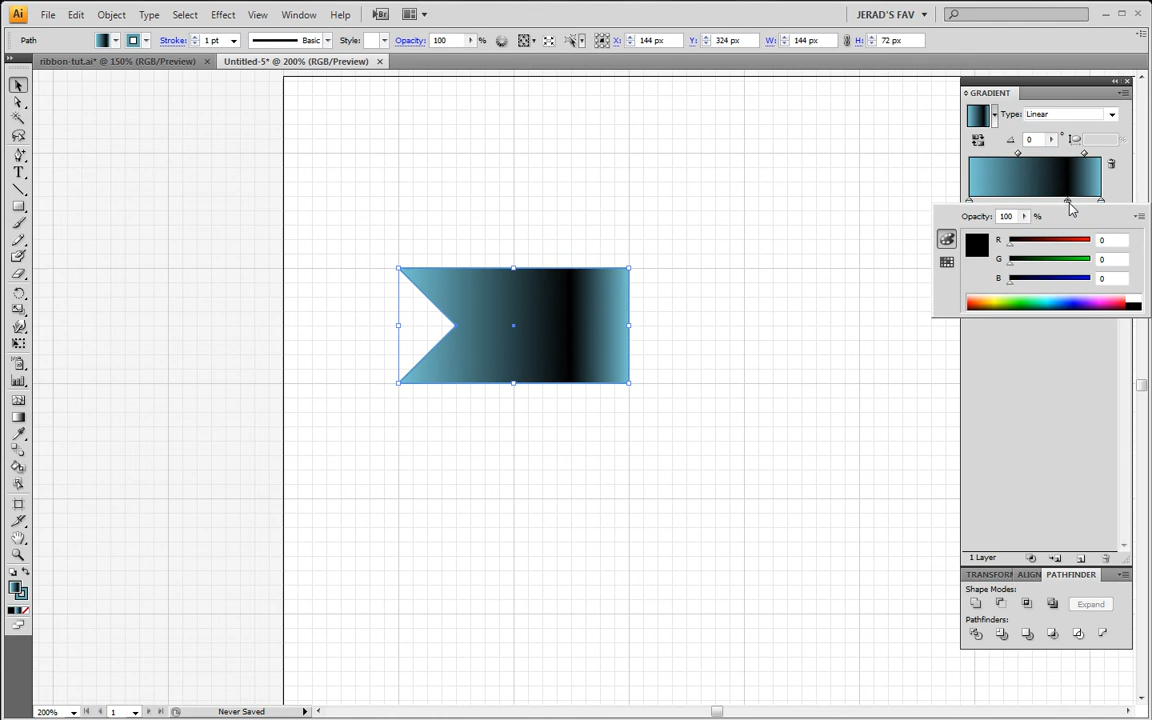 Ai File Edit Object Type Select Effect View Window Help Br JERAD'S FAV
Path Stroke: 1 pt Basic Style: Opacity: 100 % X: 144 px Y: 324 px W: 144 px H: 72 px
ribbon-tut.ai* @ 150% (RGB/Preview) × Untitled-5* @ 200% (RGB/Preview) ×
GRADIENT
Type: Linear
0 ° %
Opacity: 100 %
R 0
G 0
B 0
T
1 Layer
TRANSFORM ALIGN PATHFINDER
Shape Modes:
Expand
Pathfinders:
200% 1 Never Saved